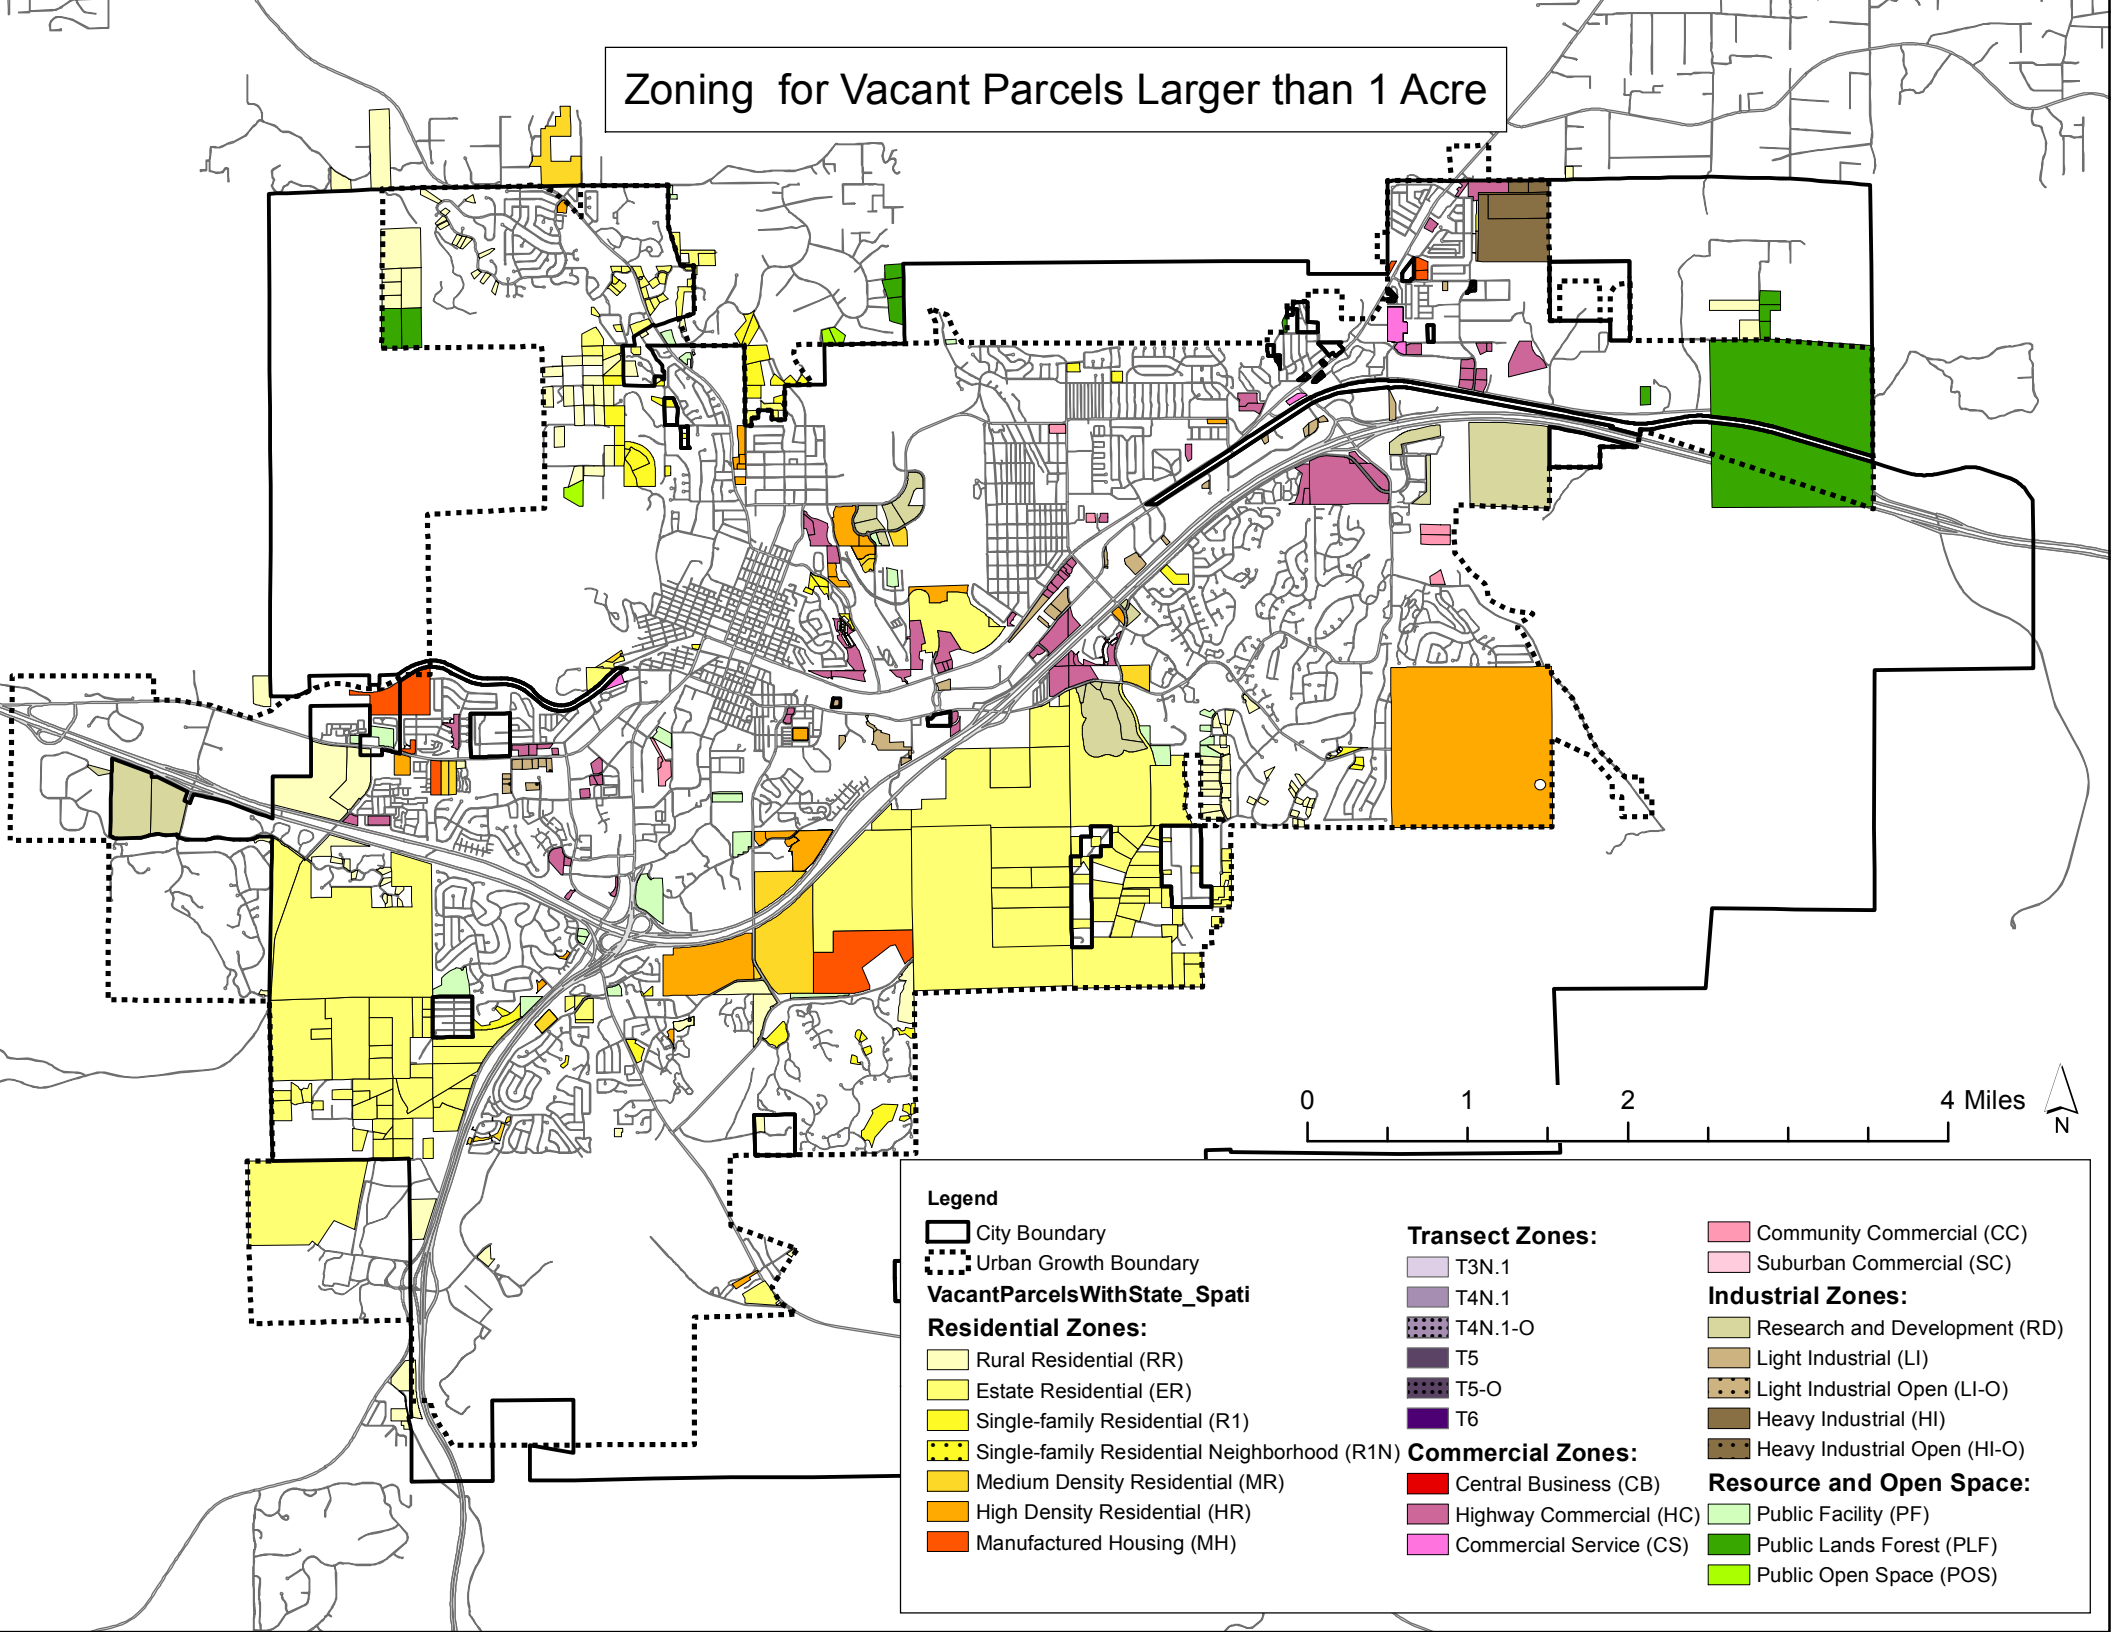 Zoning  for Vacant Parcels Larger than 1 Acre
0 1 2 4 Miles
N
Legend
City Boundary
Urban Growth Boundary
VacantParcelsWithState_Spati
Residential Zones:
Rural Residential (RR)
Estate Residential (ER)
Single-family Residential (R1)
Single-family Residential Neighborhood (R1N)
Medium Density Residential (MR)
High Density Residential (HR)
Manufactured Housing (MH)
Transect Zones:
T3N.1
T4N.1
T4N.1-O
T5
T5-O
T6
Commercial Zones:
Central Business (CB)
Highway Commercial (HC)
Commercial Service (CS)
Community Commercial (CC)
Suburban Commercial (SC)
Industrial Zones:
Research and Development (RD)
Light Industrial (LI)
Light Industrial Open (LI-O)
Heavy Industrial (HI)
Heavy Industrial Open (HI-O)
Resource and Open Space:
Public Facility (PF)
Public Lands Forest (PLF)
Public Open Space (POS)